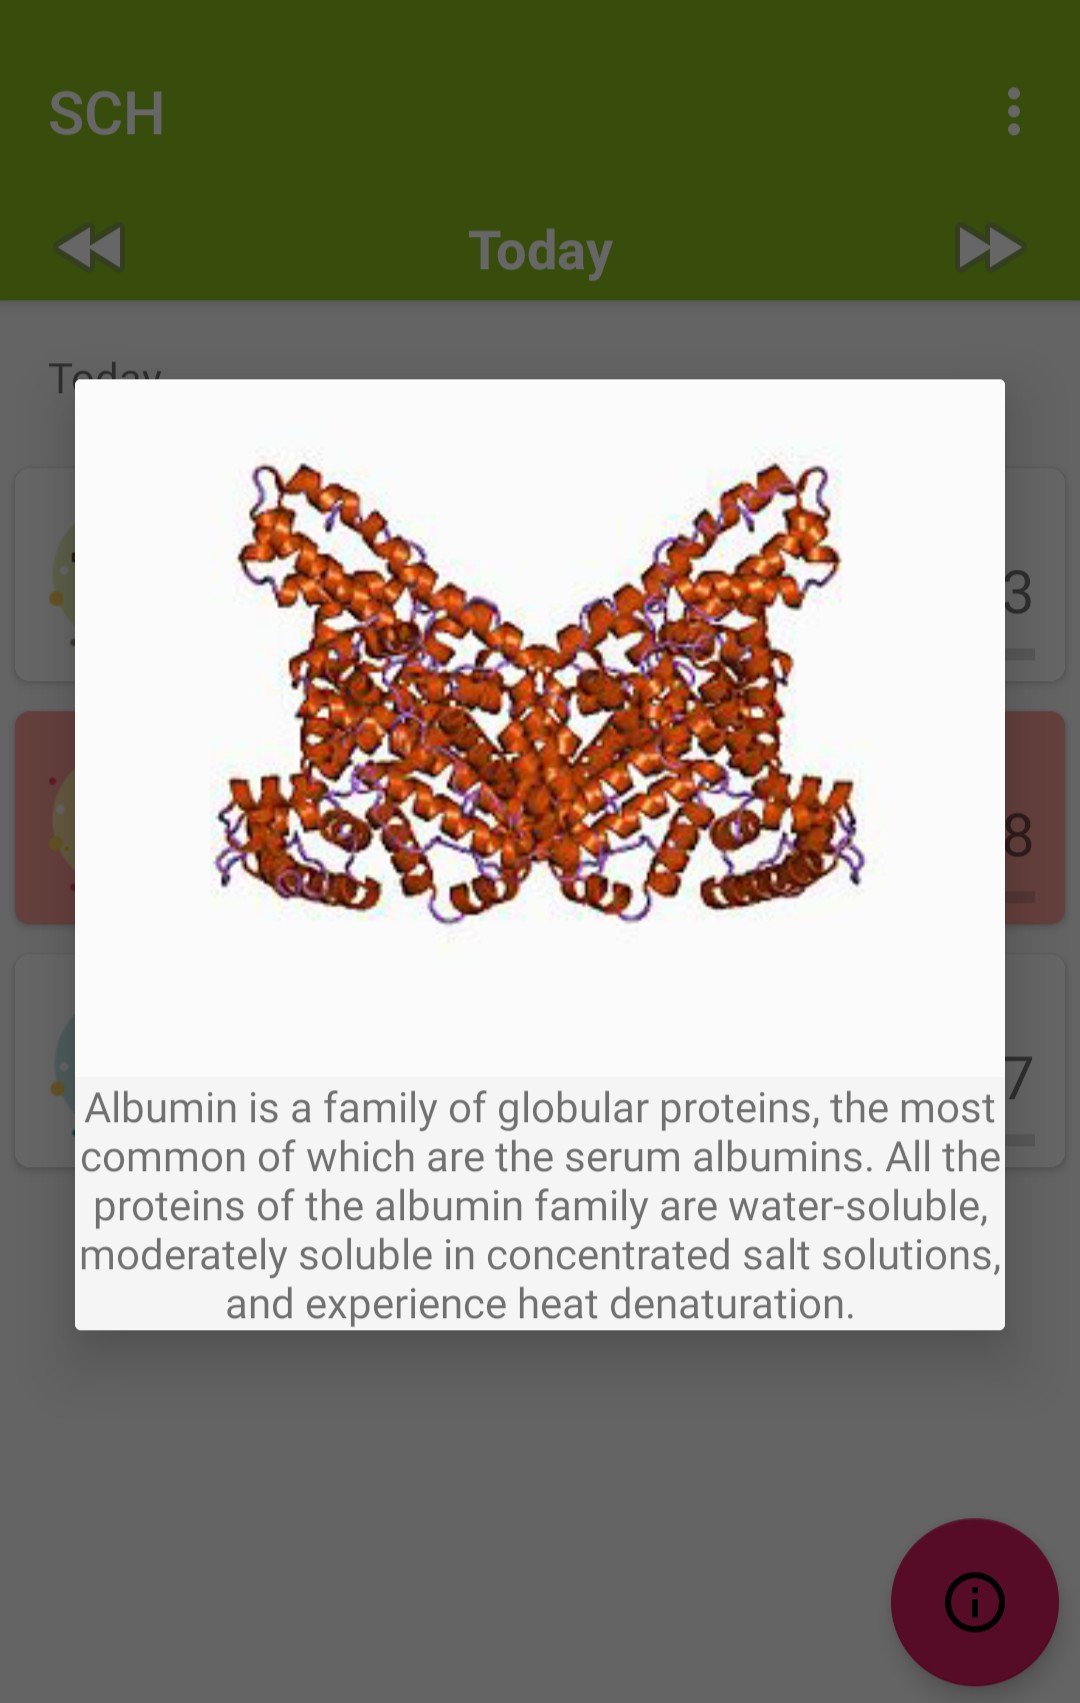 SCH
Today
Today
3
8
7
Albumin is a family of globular proteins, the most
common of which are the serum albumins. All the
proteins of the albumin family are water-soluble,
moderately soluble in concentrated salt solutions,
and experience heat denaturation.